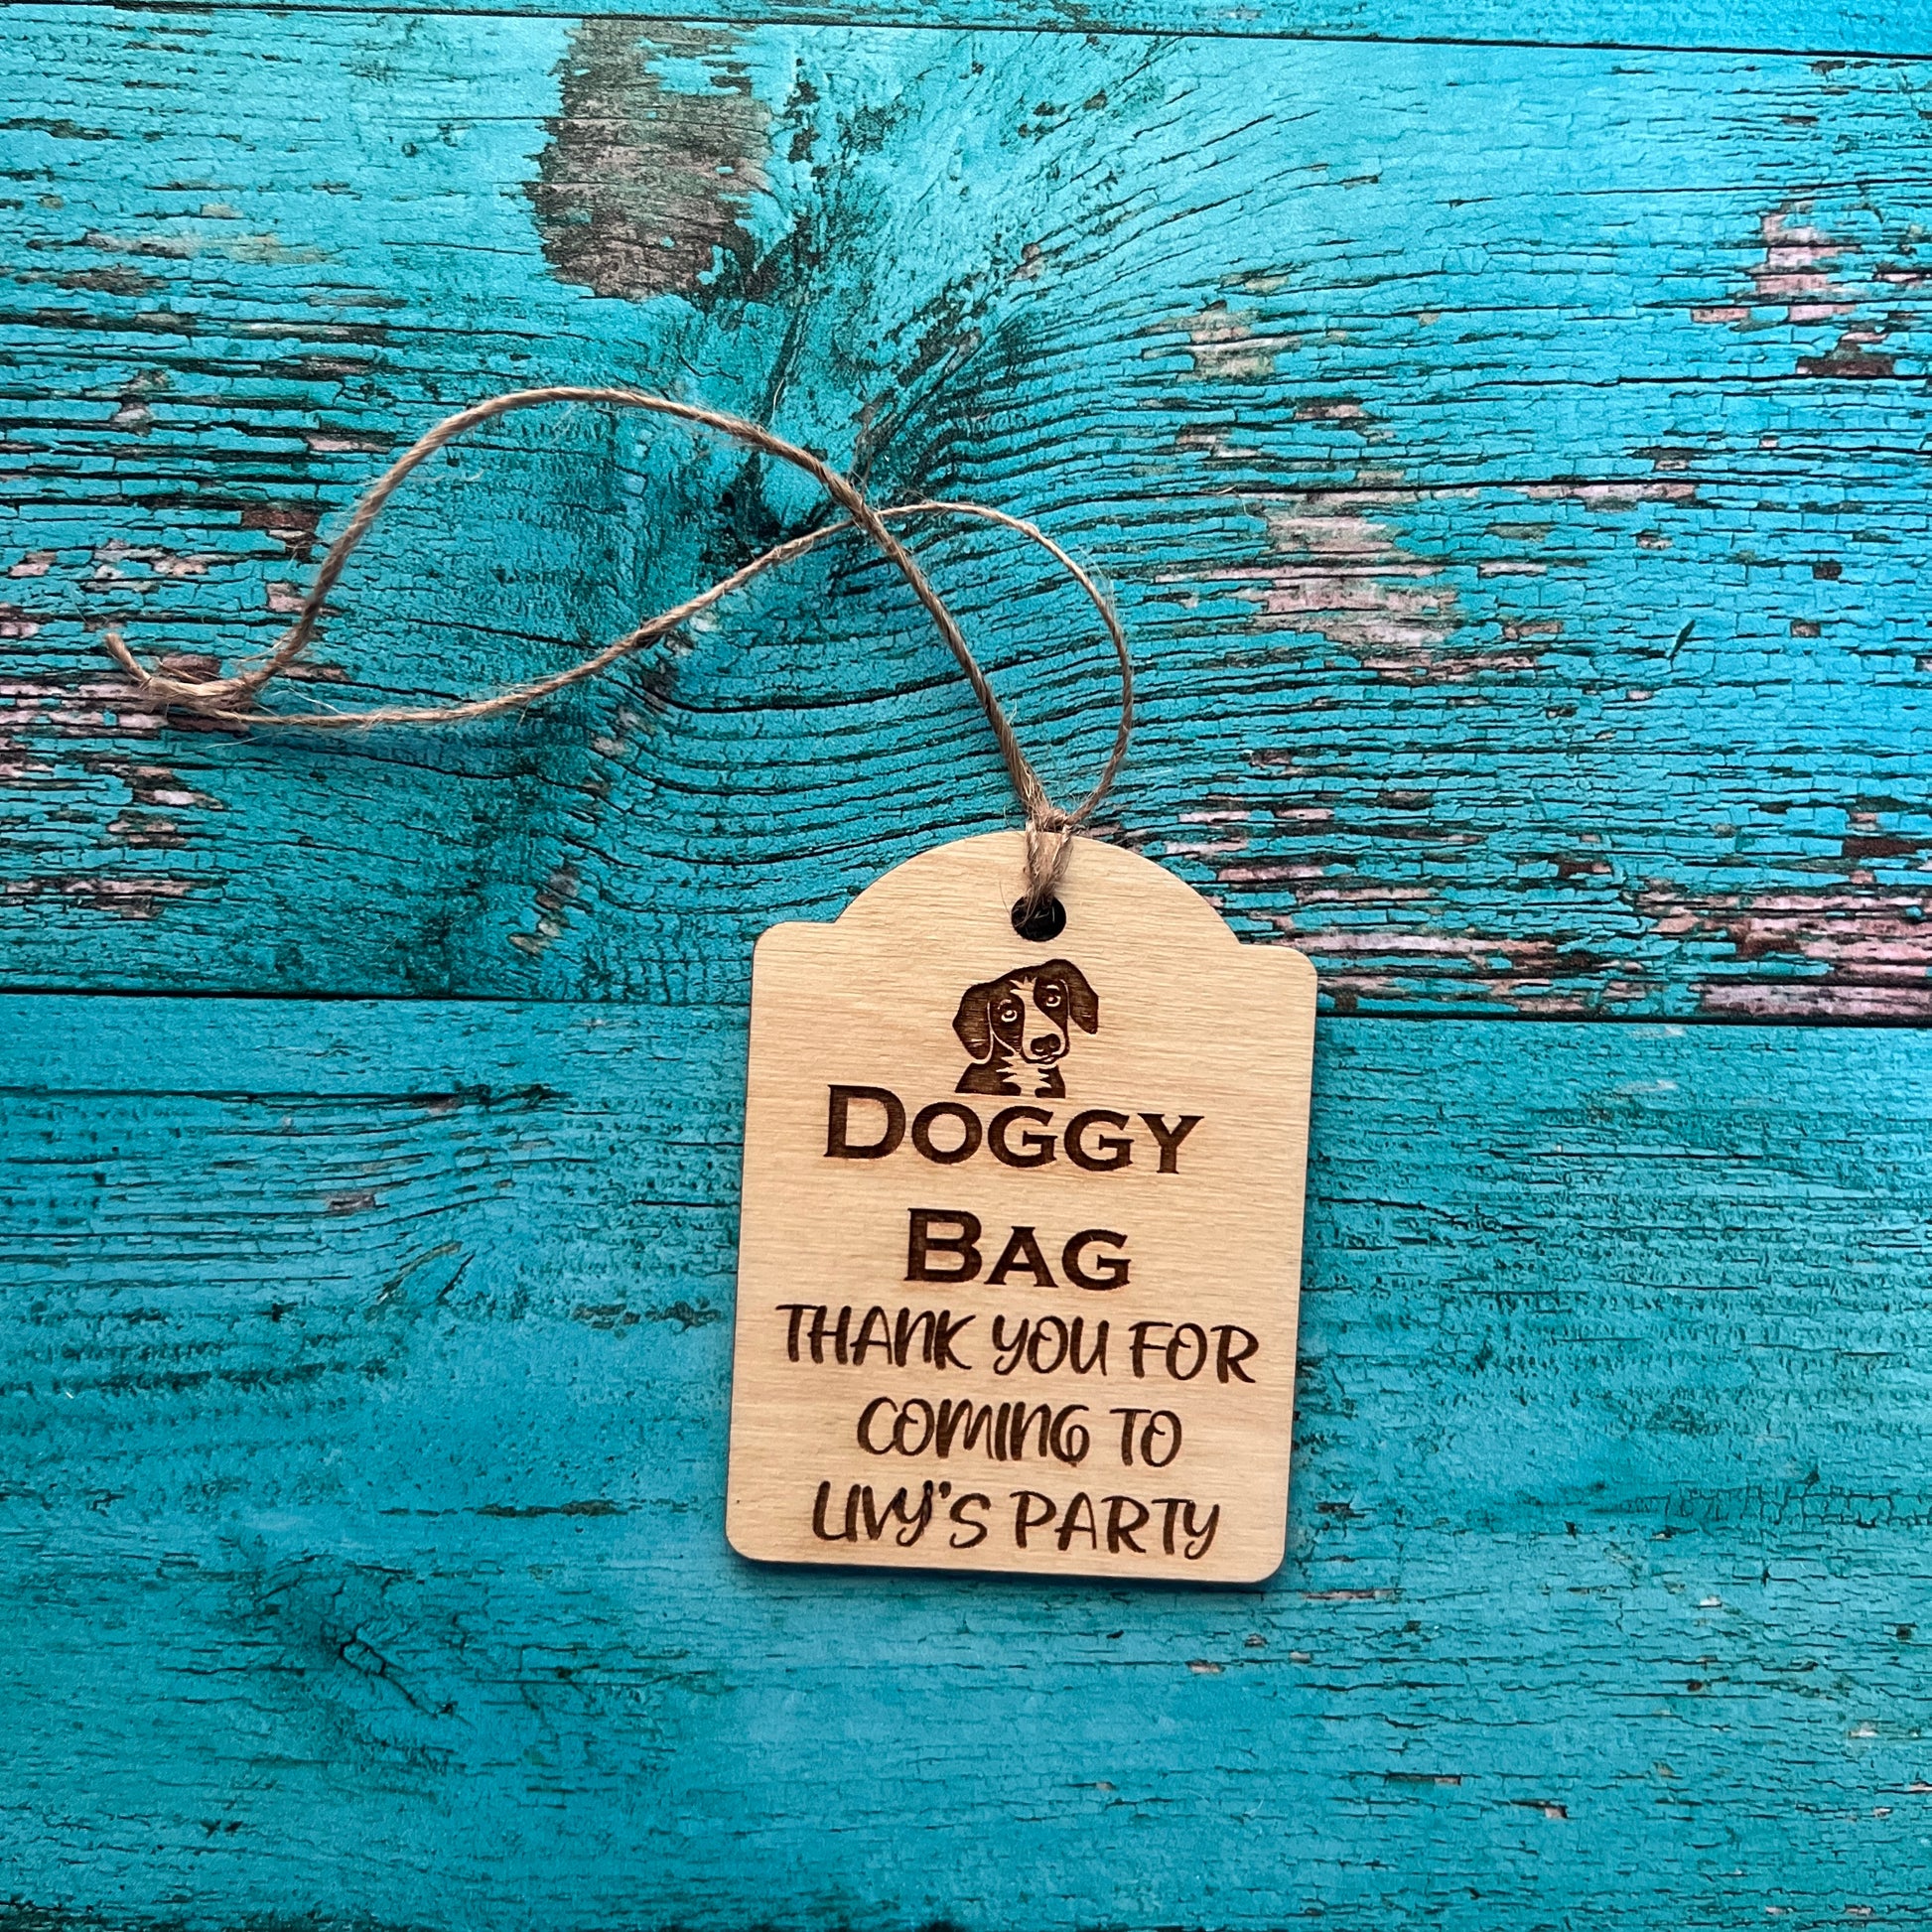 DOGGY
BAG
THANK YOU FOR
COMING TO
LIVY'S PARTY